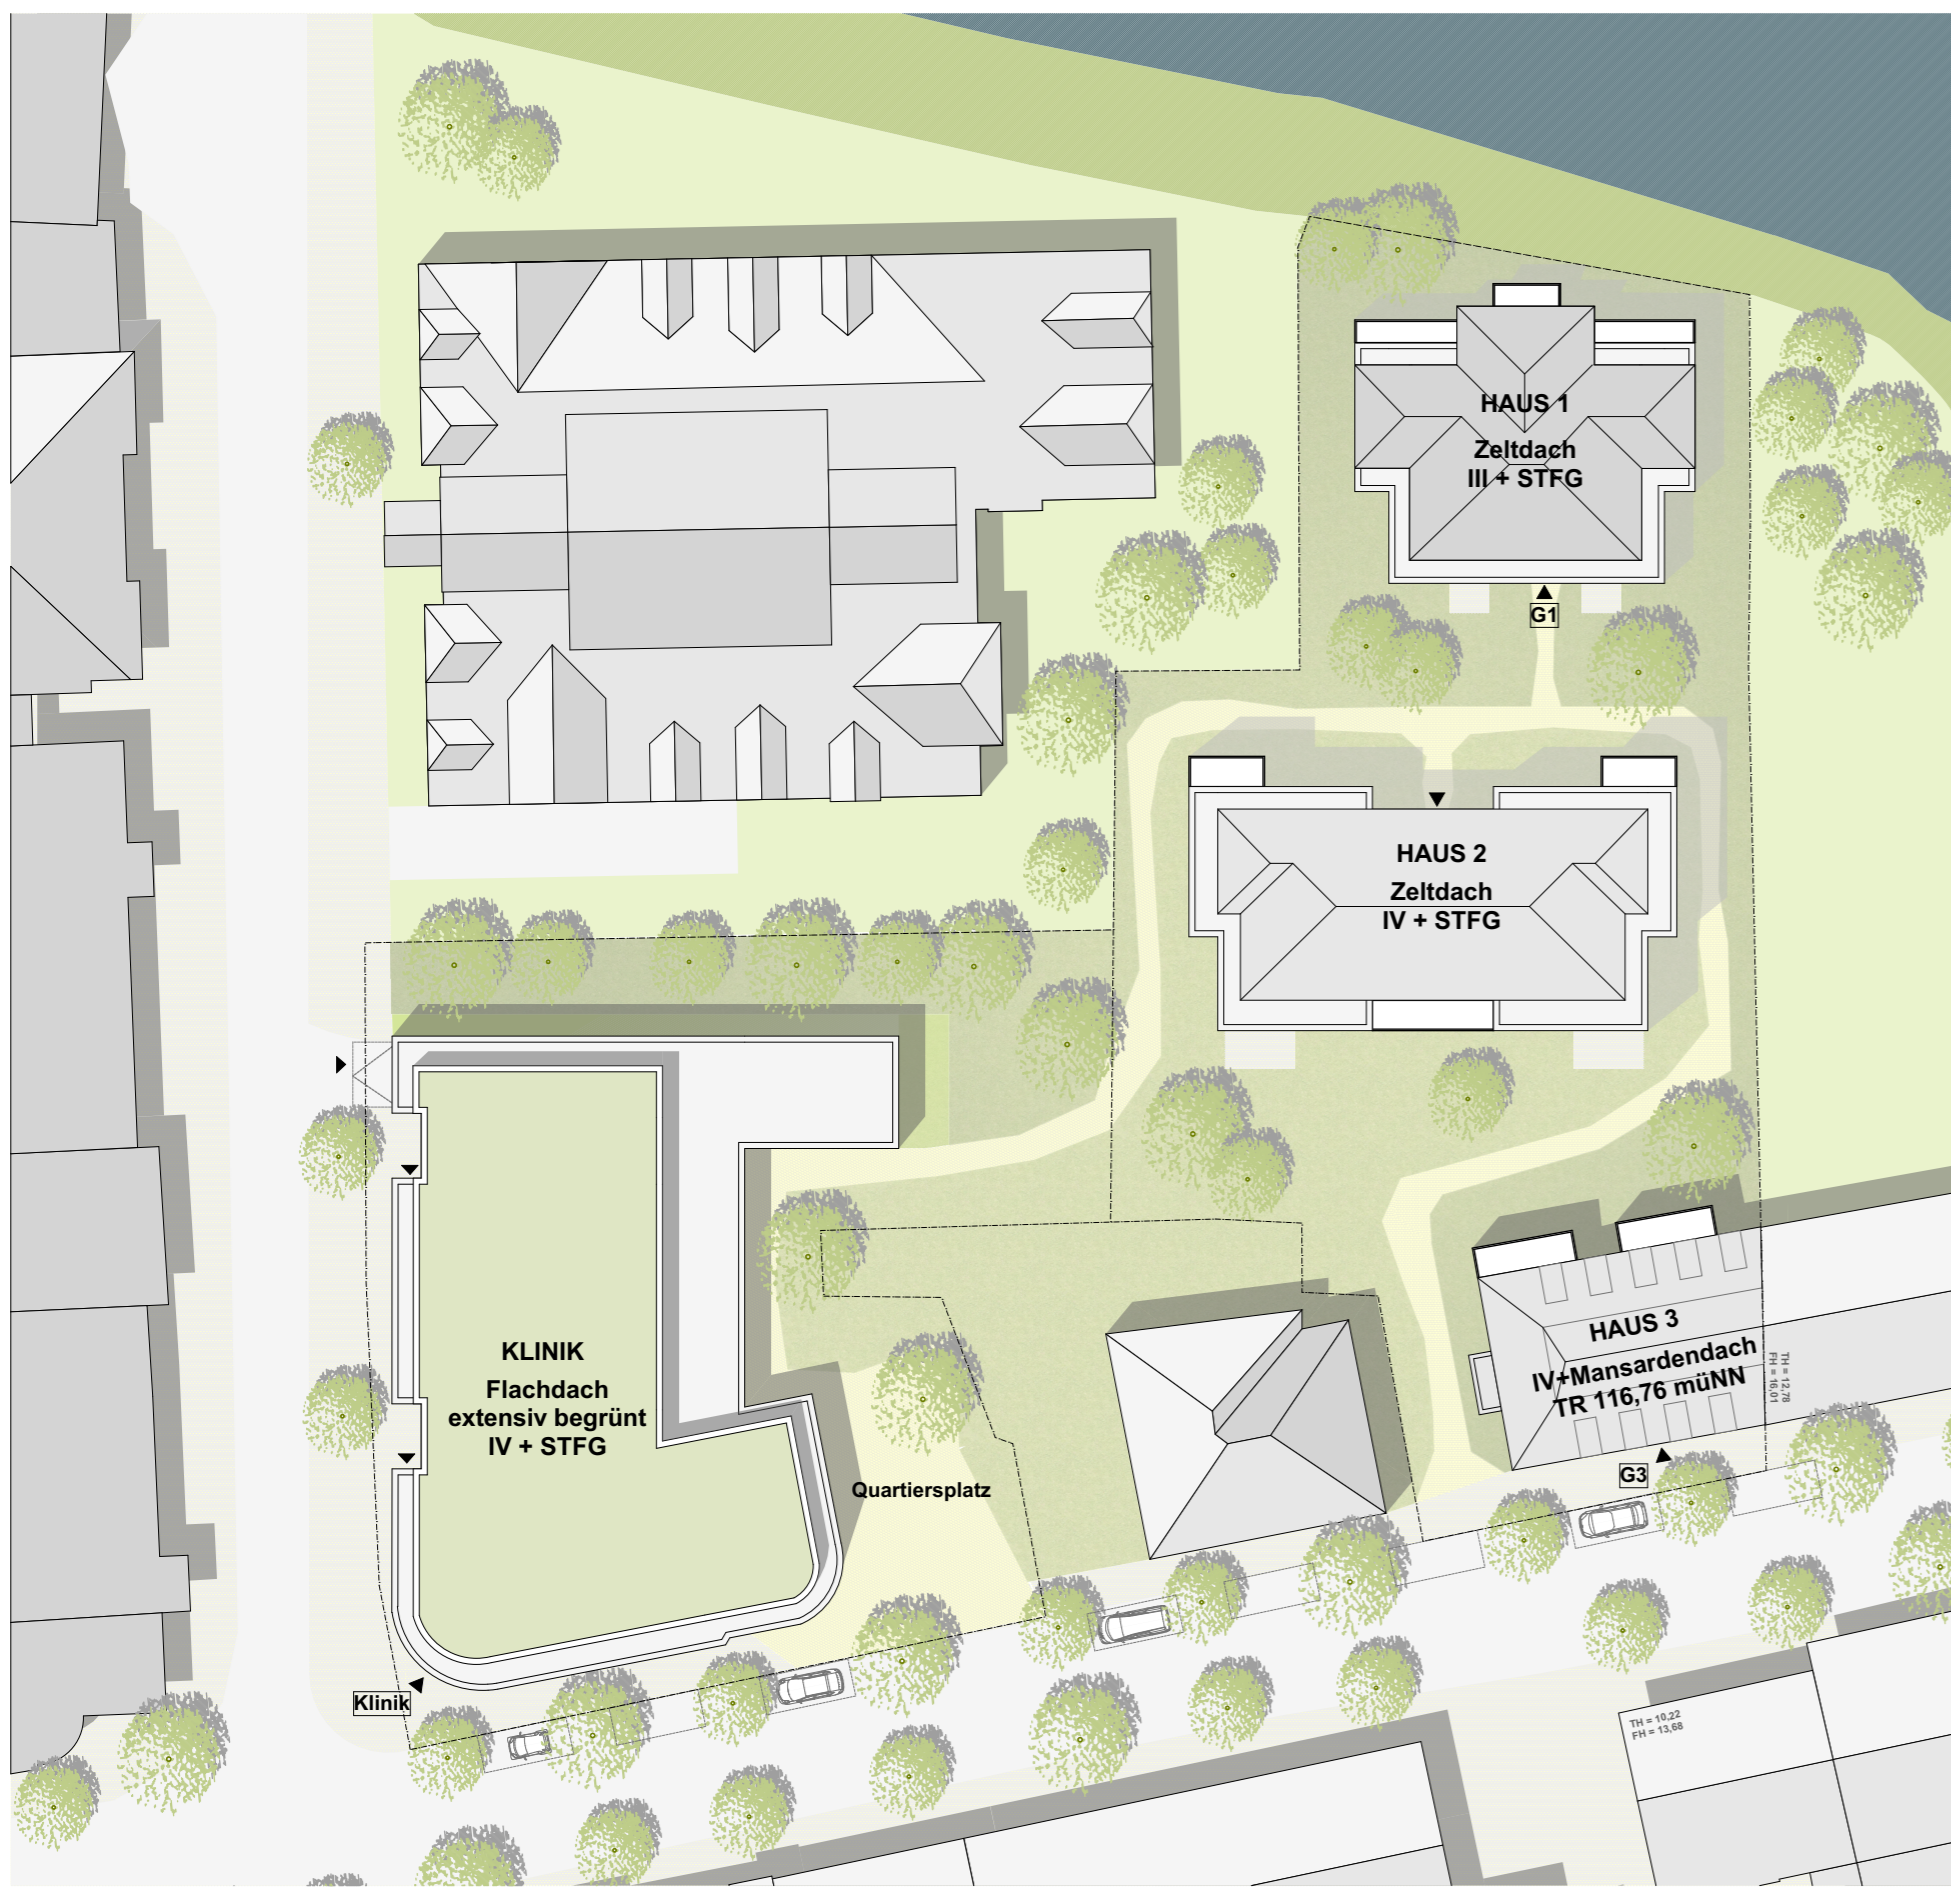 HAUS 1
Zeltdach
III + STFG
G1
HAUS 2
Zeltdach
IV + STFG
HAUS 3
IV+Mansardendach
TR 116,76 müNN
TH = 12,78
FH = 16,01
G3
KLINIK
Flachdach
extensiv begrünt
IV + STFG
Quartiersplatz
Klinik
TH = 10,22
FH = 13,68